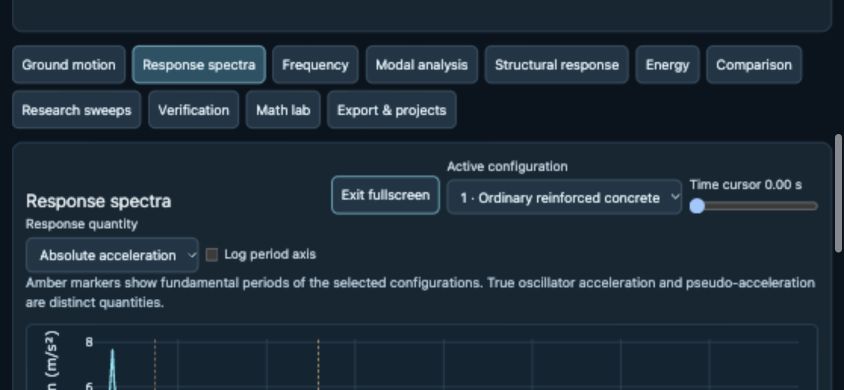 Ground motion
Response spectra
Frequency
Modal analysis
Structural response
Energy
Comparison
Research sweeps
Verification
Math lab
Export & projects
Response spectra
Exit fullscreen
Active configuration
1 · Ordinary reinforced concrete
Time cursor 0.00 s
Response quantity
Absolute acceleration
Log period axis
Amber markers show fundamental periods of the selected configurations. True oscillator acceleration and pseudo-acceleration
are distinct quantities.
8
6
(m/s²)